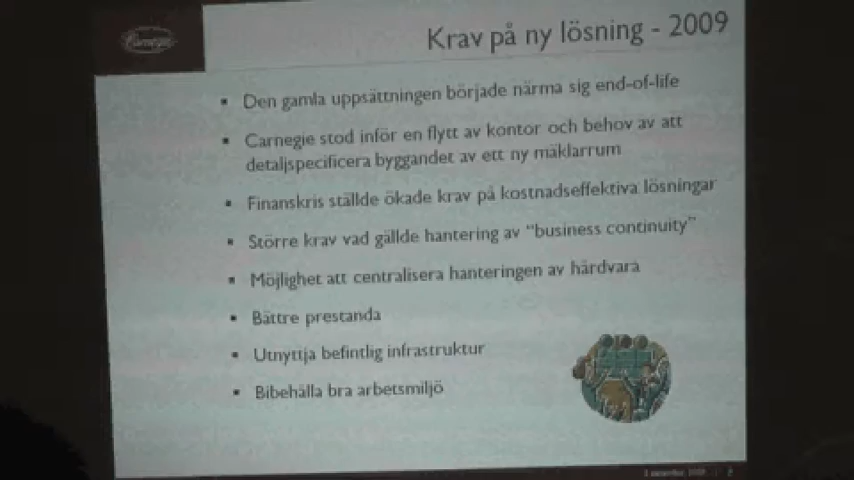 Carnegie
Krav på ny lösning - 2009
▪ Den gamla uppsättningen började närma sig end-of-life
▪ Carnegie stod inför en flytt av kontor och behov av att
detaljspecificera byggandet av ett ny mäklarrum
▪ Finanskris ställde ökade krav på kostnadseffektiva lösningar
▪ Större krav vad gällde hantering av "business continuity"
▪ Möjlighet att centralisera hanteringen av hårdvara
▪ Bättre prestanda
▪ Utnyttja befintlig infrastruktur
▪ Bibehålla bra arbetsmiljö